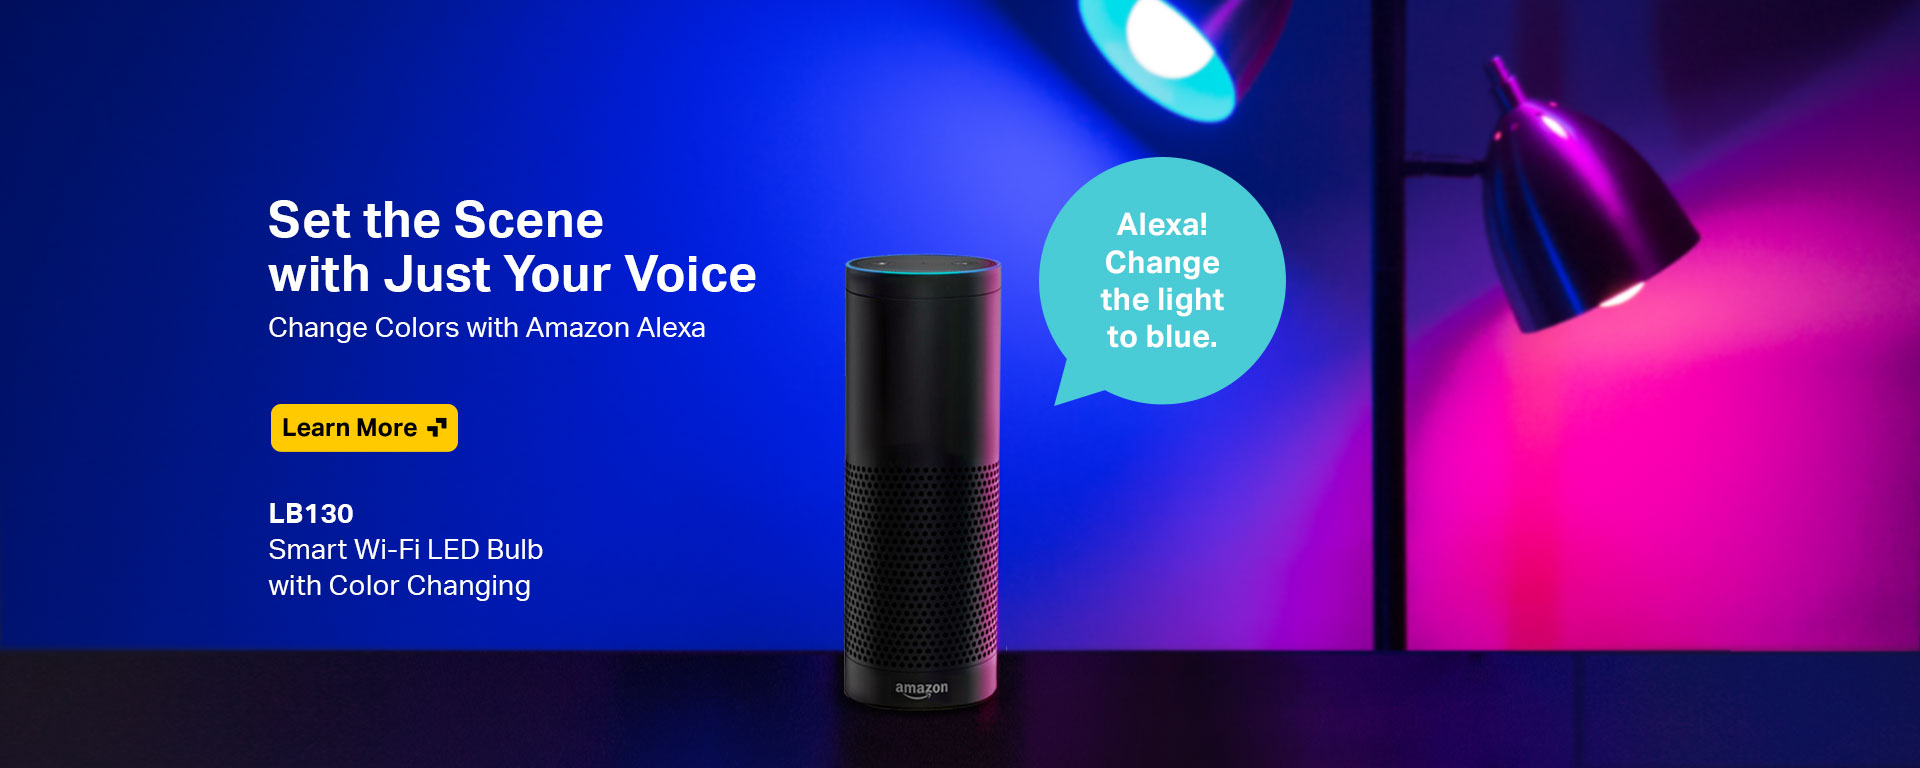 Set the Scene
with Just Your Voice
Change Colors with Amazon Alexa
Learn More
LB130
Smart Wi-Fi LED Bulb
with Color Changing
Alexa!
Change
the light
to blue.
amazon